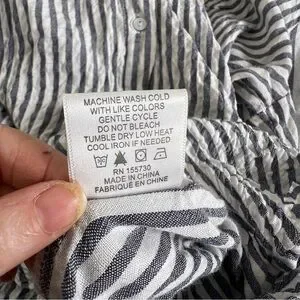 MACHINE WASH COLD
WITH LIKE COLORS
GENTLE CYCLE
DO NOT BLEACH
TUMBLE DRY LOW HEAT
COOL IRON IF NEEDED
RN 155730
MADE IN CHINA
FABRIQUÉ EN CHINE